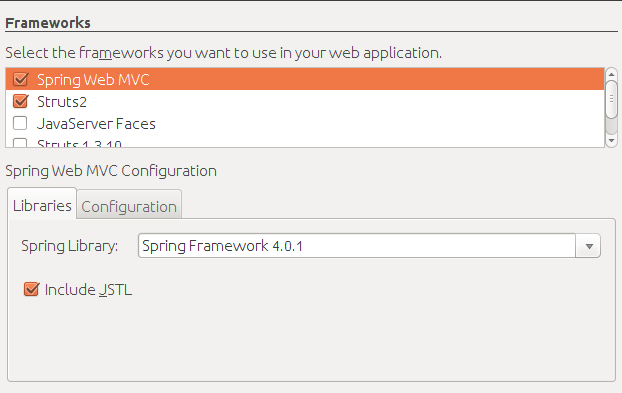 Frameworks
Select the frameworks you want to use in your web application.
Spring Web MVC
Struts2
JavaServer Faces
Struts 1.3.10
Spring Web MVC Configuration
Libraries Configuration
Spring Library: Spring Framework 4.0.1
Include JSTL